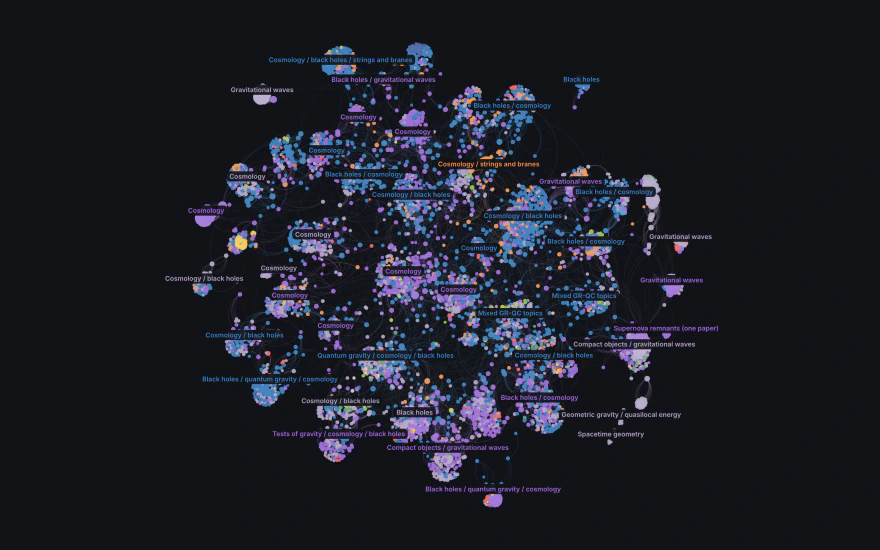 Cosmology / black holes / strings and branes
Black holes / gravitational waves
Black holes
Gravitational waves
Black holes / cosmology
Cosmology
Cosmology
Cosmology
Cosmology / strings and branes
Cosmology
Black holes / cosmology
Gravitational waves
Black holes / cosmology
Cosmology / black holes
Cosmology
Cosmology / black holes
Cosmology
Gravitational waves
Black holes / cosmology
Cosmology
Cosmology
Cosmology
Cosmology / black holes
Gravitational waves
Cosmology
Cosmology
Mixed GR-QC topics
Mixed GR-QC topics
Cosmology
Supernova remnants (one paper)
Cosmology / black holes
Compact objects / gravitational waves
Quantum gravity / cosmology / black holes
Cosmology / black holes
Black holes / quantum gravity / cosmology
Cosmology / black holes
Black holes / cosmology
Black holes
Geometric gravity / quasilocal energy
Tests of gravity / cosmology / black holes
Spacetime geometry
Compact objects / gravitational waves
Black holes / quantum gravity / cosmology